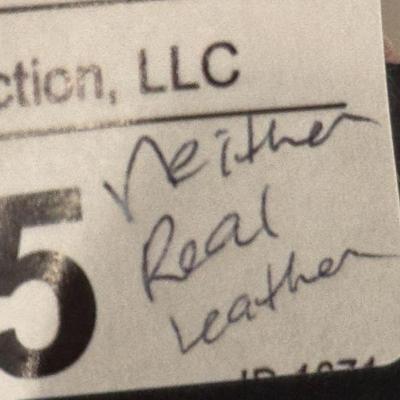 ction, LLC
5
Neither
Real
Leather